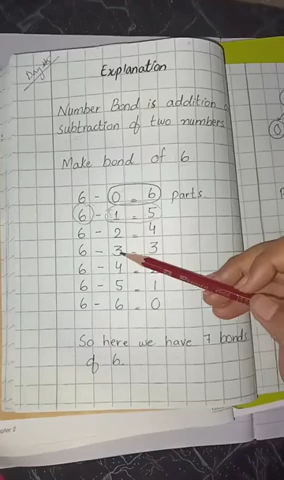 Explanation
Number Bond is addition
subtraction of two numbers
Make bond of 6
6 - 0 = 6 parts
6 - 1 = 5
6 - 2 = 4
6 - 3 = 3
6 - 4 =
6 - 5 = 1
6 - 6 = 0
So here we have 7 bonds
of 6.